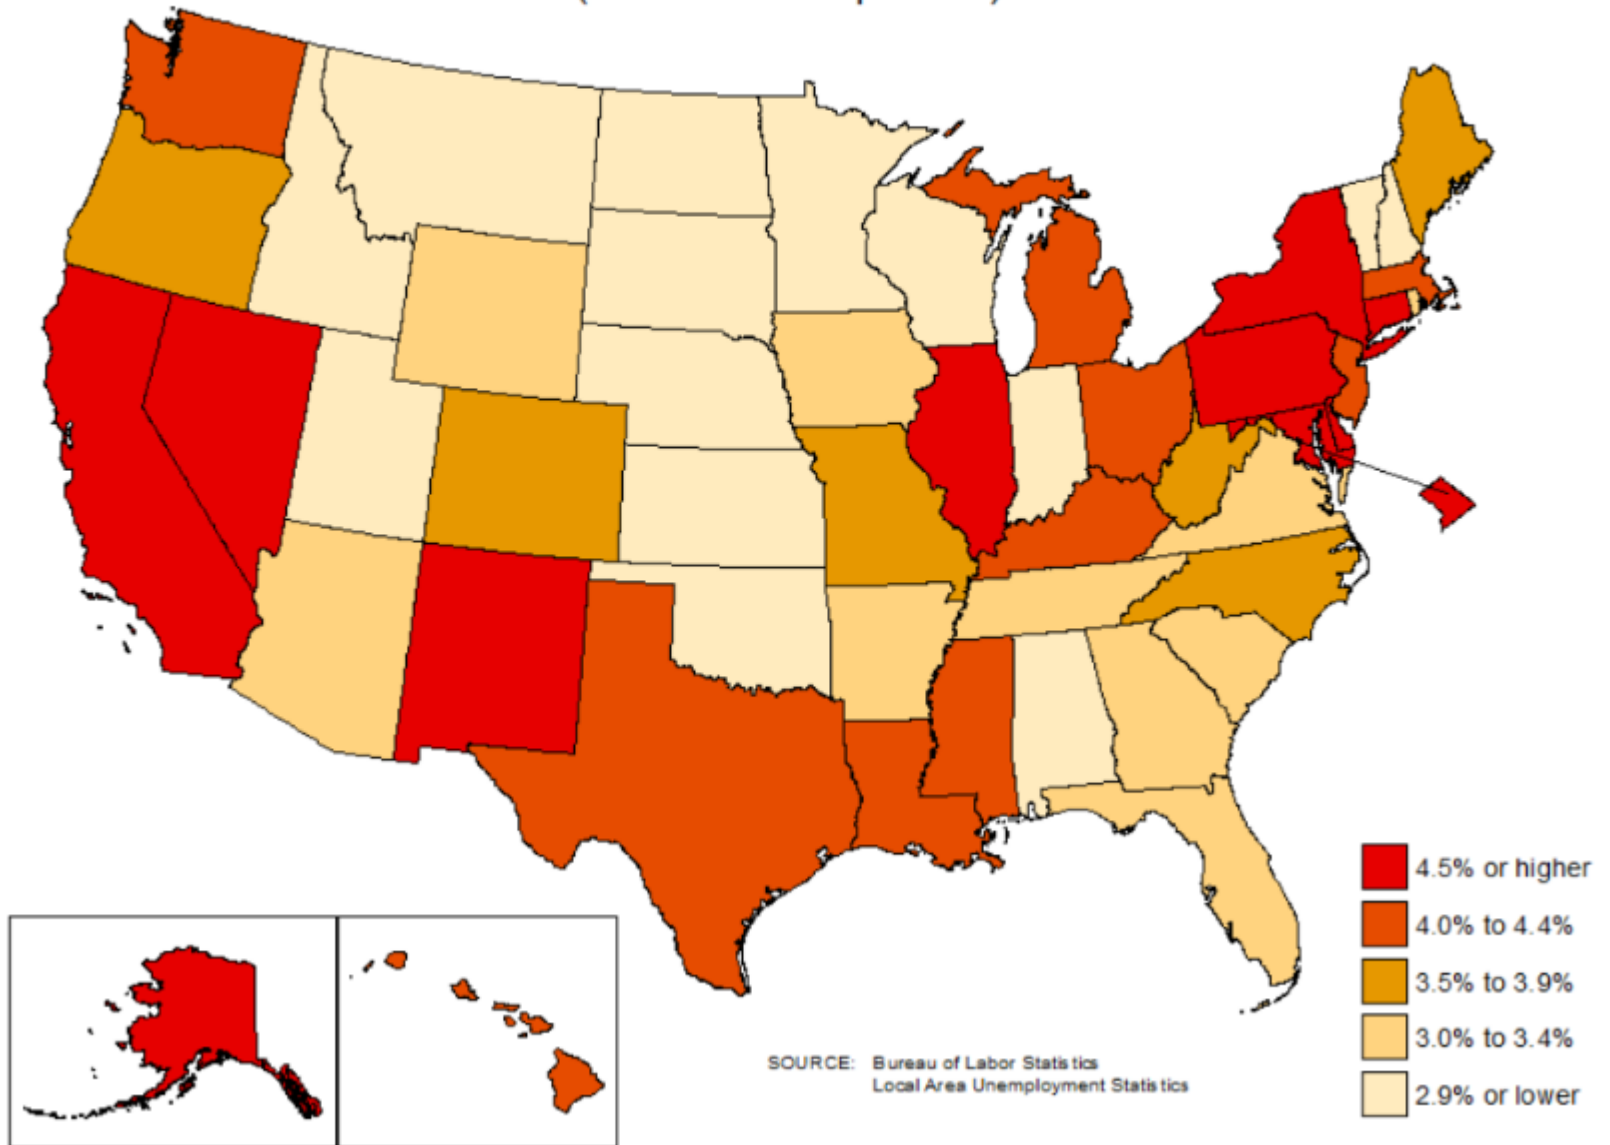 4.5% or higher
4.0% to 4.4%
3.5% to 3.9%
3.0% to 3.4%
2.9% or lower
SOURCE: Bureau of Labor Statistics
Local Area Unemployment Statistics